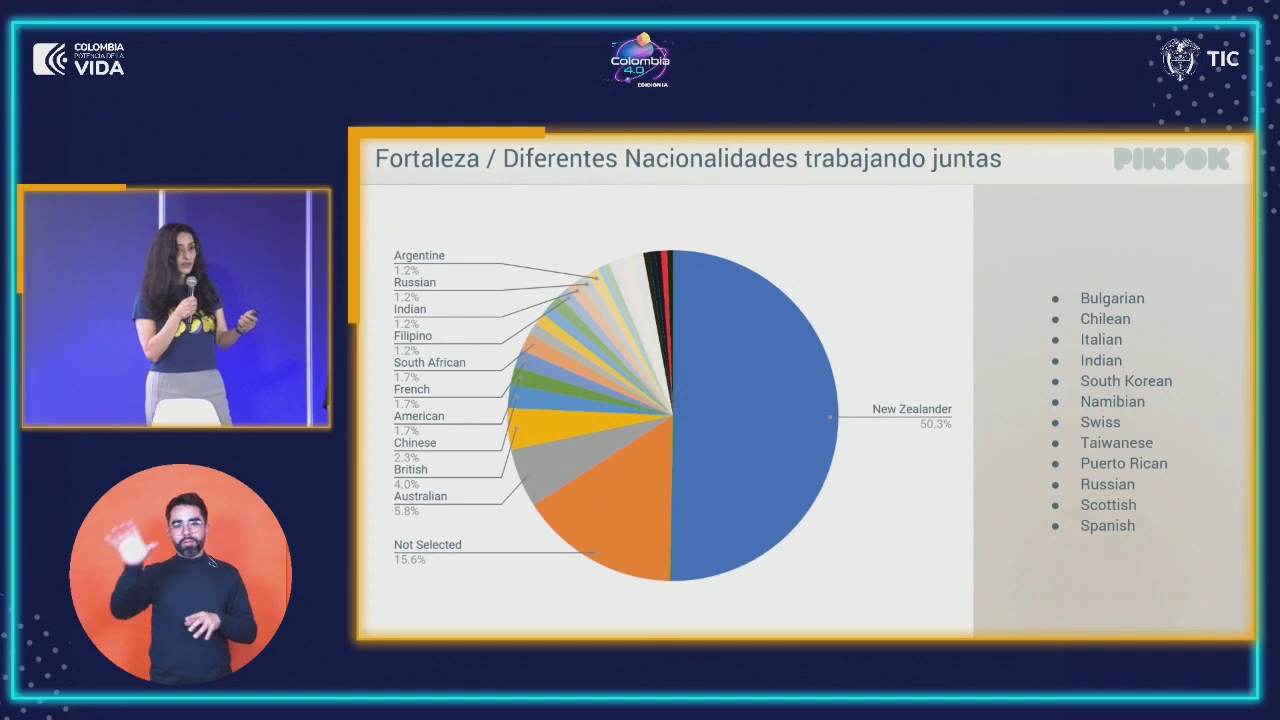 COLOMBIA
POTENCIA DE LA
VIDA
Colombia
4.0
EDICIÓN IA
TIC
Fortaleza / Diferentes Nacionalidades trabajando juntas
PIKPOK
Argentine
1.2%
Russian
1.2%
Indian
1.2%
Filipino
1.2%
South African
1.7%
French
1.7%
American
1.7%
Chinese
2.3%
British
4.0%
Australian
5.8%
Not Selected
15.6%
New Zealander
50.3%
• Bulgarian
• Chilean
• Italian
• Indian
• South Korean
• Namibian
• Swiss
• Taiwanese
• Puerto Rican
• Russian
• Scottish
• Spanish